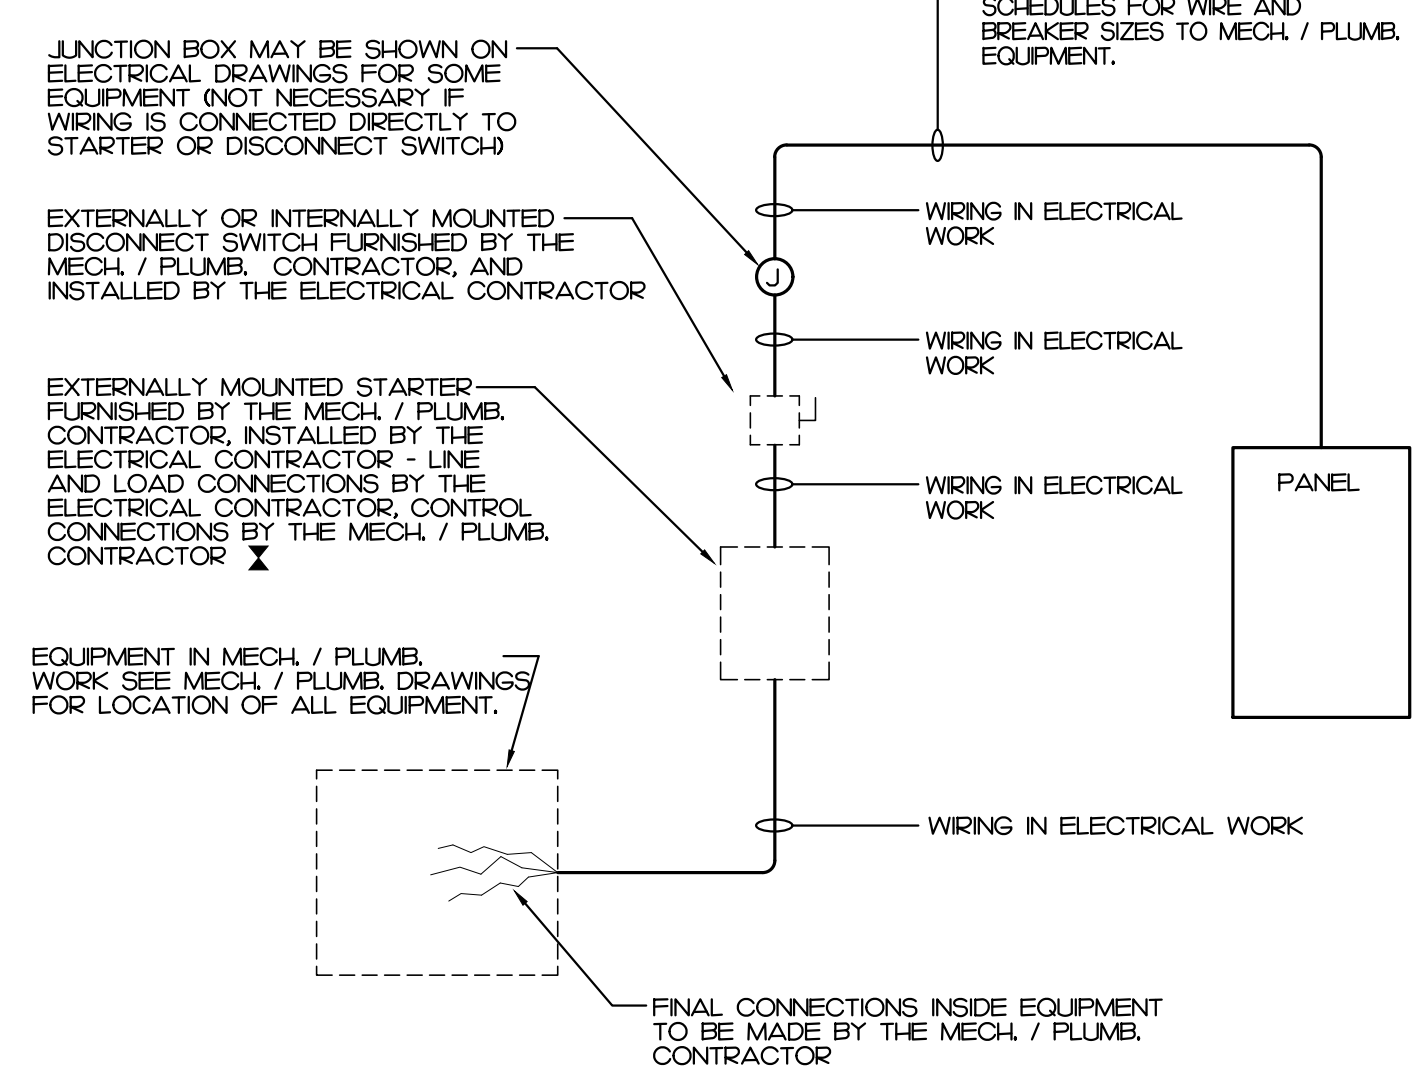 SCHEDULES FOR WIRE AND
BREAKER SIZES TO MECH. / PLUMB.
EQUIPMENT.
JUNCTION BOX MAY BE SHOWN ON
ELECTRICAL DRAWINGS FOR SOME
EQUIPMENT (NOT NECESSARY IF
WIRING IS CONNECTED DIRECTLY TO
STARTER OR DISCONNECT SWITCH)
EXTERNALLY OR INTERNALLY MOUNTED
DISCONNECT SWITCH FURNISHED BY THE
MECH. / PLUMB. CONTRACTOR, AND
INSTALLED BY THE ELECTRICAL CONTRACTOR
EXTERNALLY MOUNTED STARTER
FURNISHED BY THE MECH. / PLUMB.
CONTRACTOR, INSTALLED BY THE
ELECTRICAL CONTRACTOR - LINE
AND LOAD CONNECTIONS BY THE
ELECTRICAL CONTRACTOR, CONTROL
CONNECTIONS BY THE MECH. / PLUMB.
CONTRACTOR
EQUIPMENT IN MECH. / PLUMB.
WORK SEE MECH. / PLUMB. DRAWINGS
FOR LOCATION OF ALL EQUIPMENT.
WIRING IN ELECTRICAL
WORK
J
WIRING IN ELECTRICAL
WORK
WIRING IN ELECTRICAL
WORK
PANEL
WIRING IN ELECTRICAL WORK
FINAL CONNECTIONS INSIDE EQUIPMENT
TO BE MADE BY THE MECH. / PLUMB.
CONTRACTOR